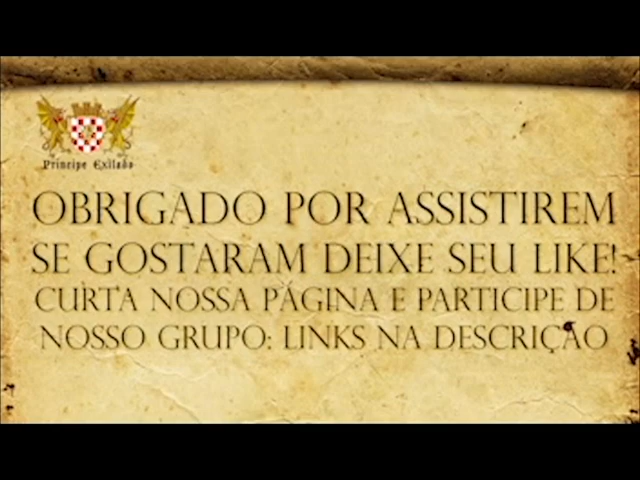 Príncipe Exilado
OBRIGADO POR ASSISTIREM
SE GOSTARAM DEIXE SEU LIKE!
CURTA NOSSA PÁGINA E PARTICIPE DE
NOSSO GRUPO: LINKS NA DESCRIÇÃO